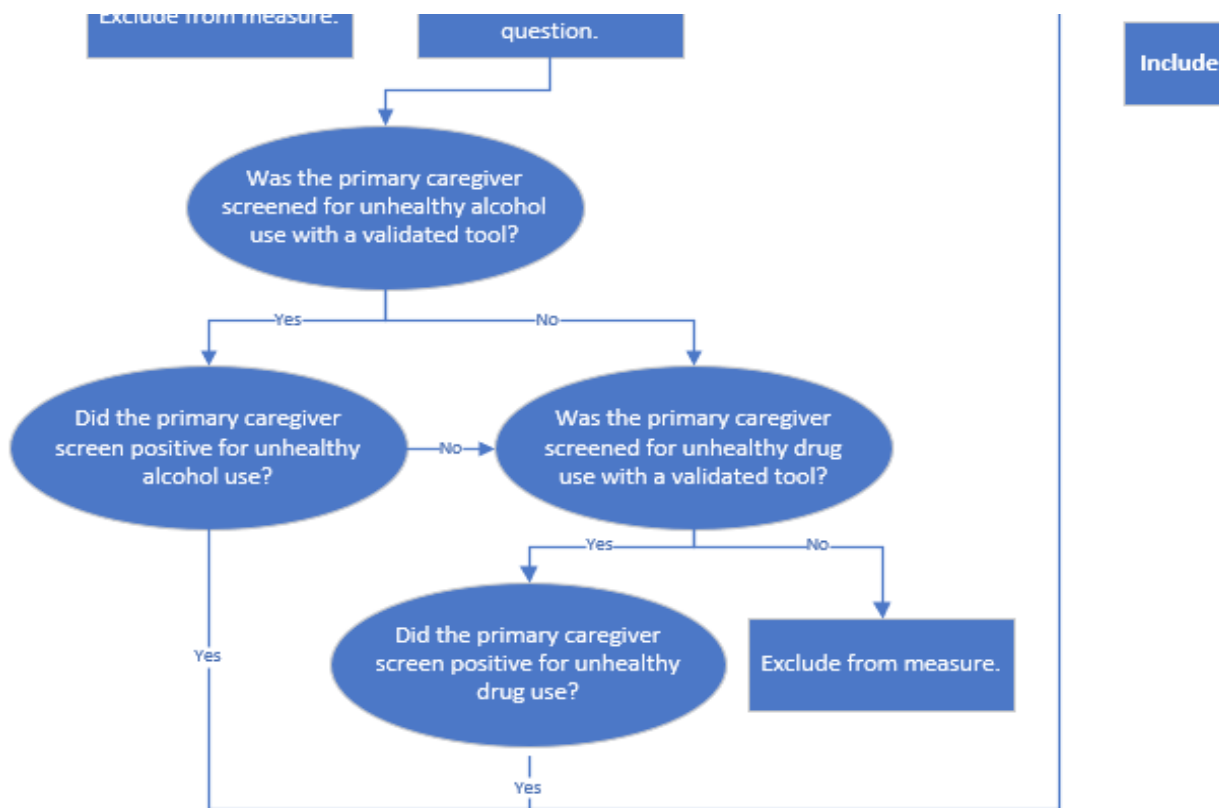 Exclude from measure.
question.
Include
Was the primary caregiver
screened for unhealthy alcohol
use with a validated tool?
Yes
No
Did the primary caregiver
screen positive for unhealthy
alcohol use?
No
Was the primary caregiver
screened for unhealthy drug
use with a validated tool?
Yes
No
Did the primary caregiver
screen positive for unhealthy
drug use?
Exclude from measure.
Yes
Yes